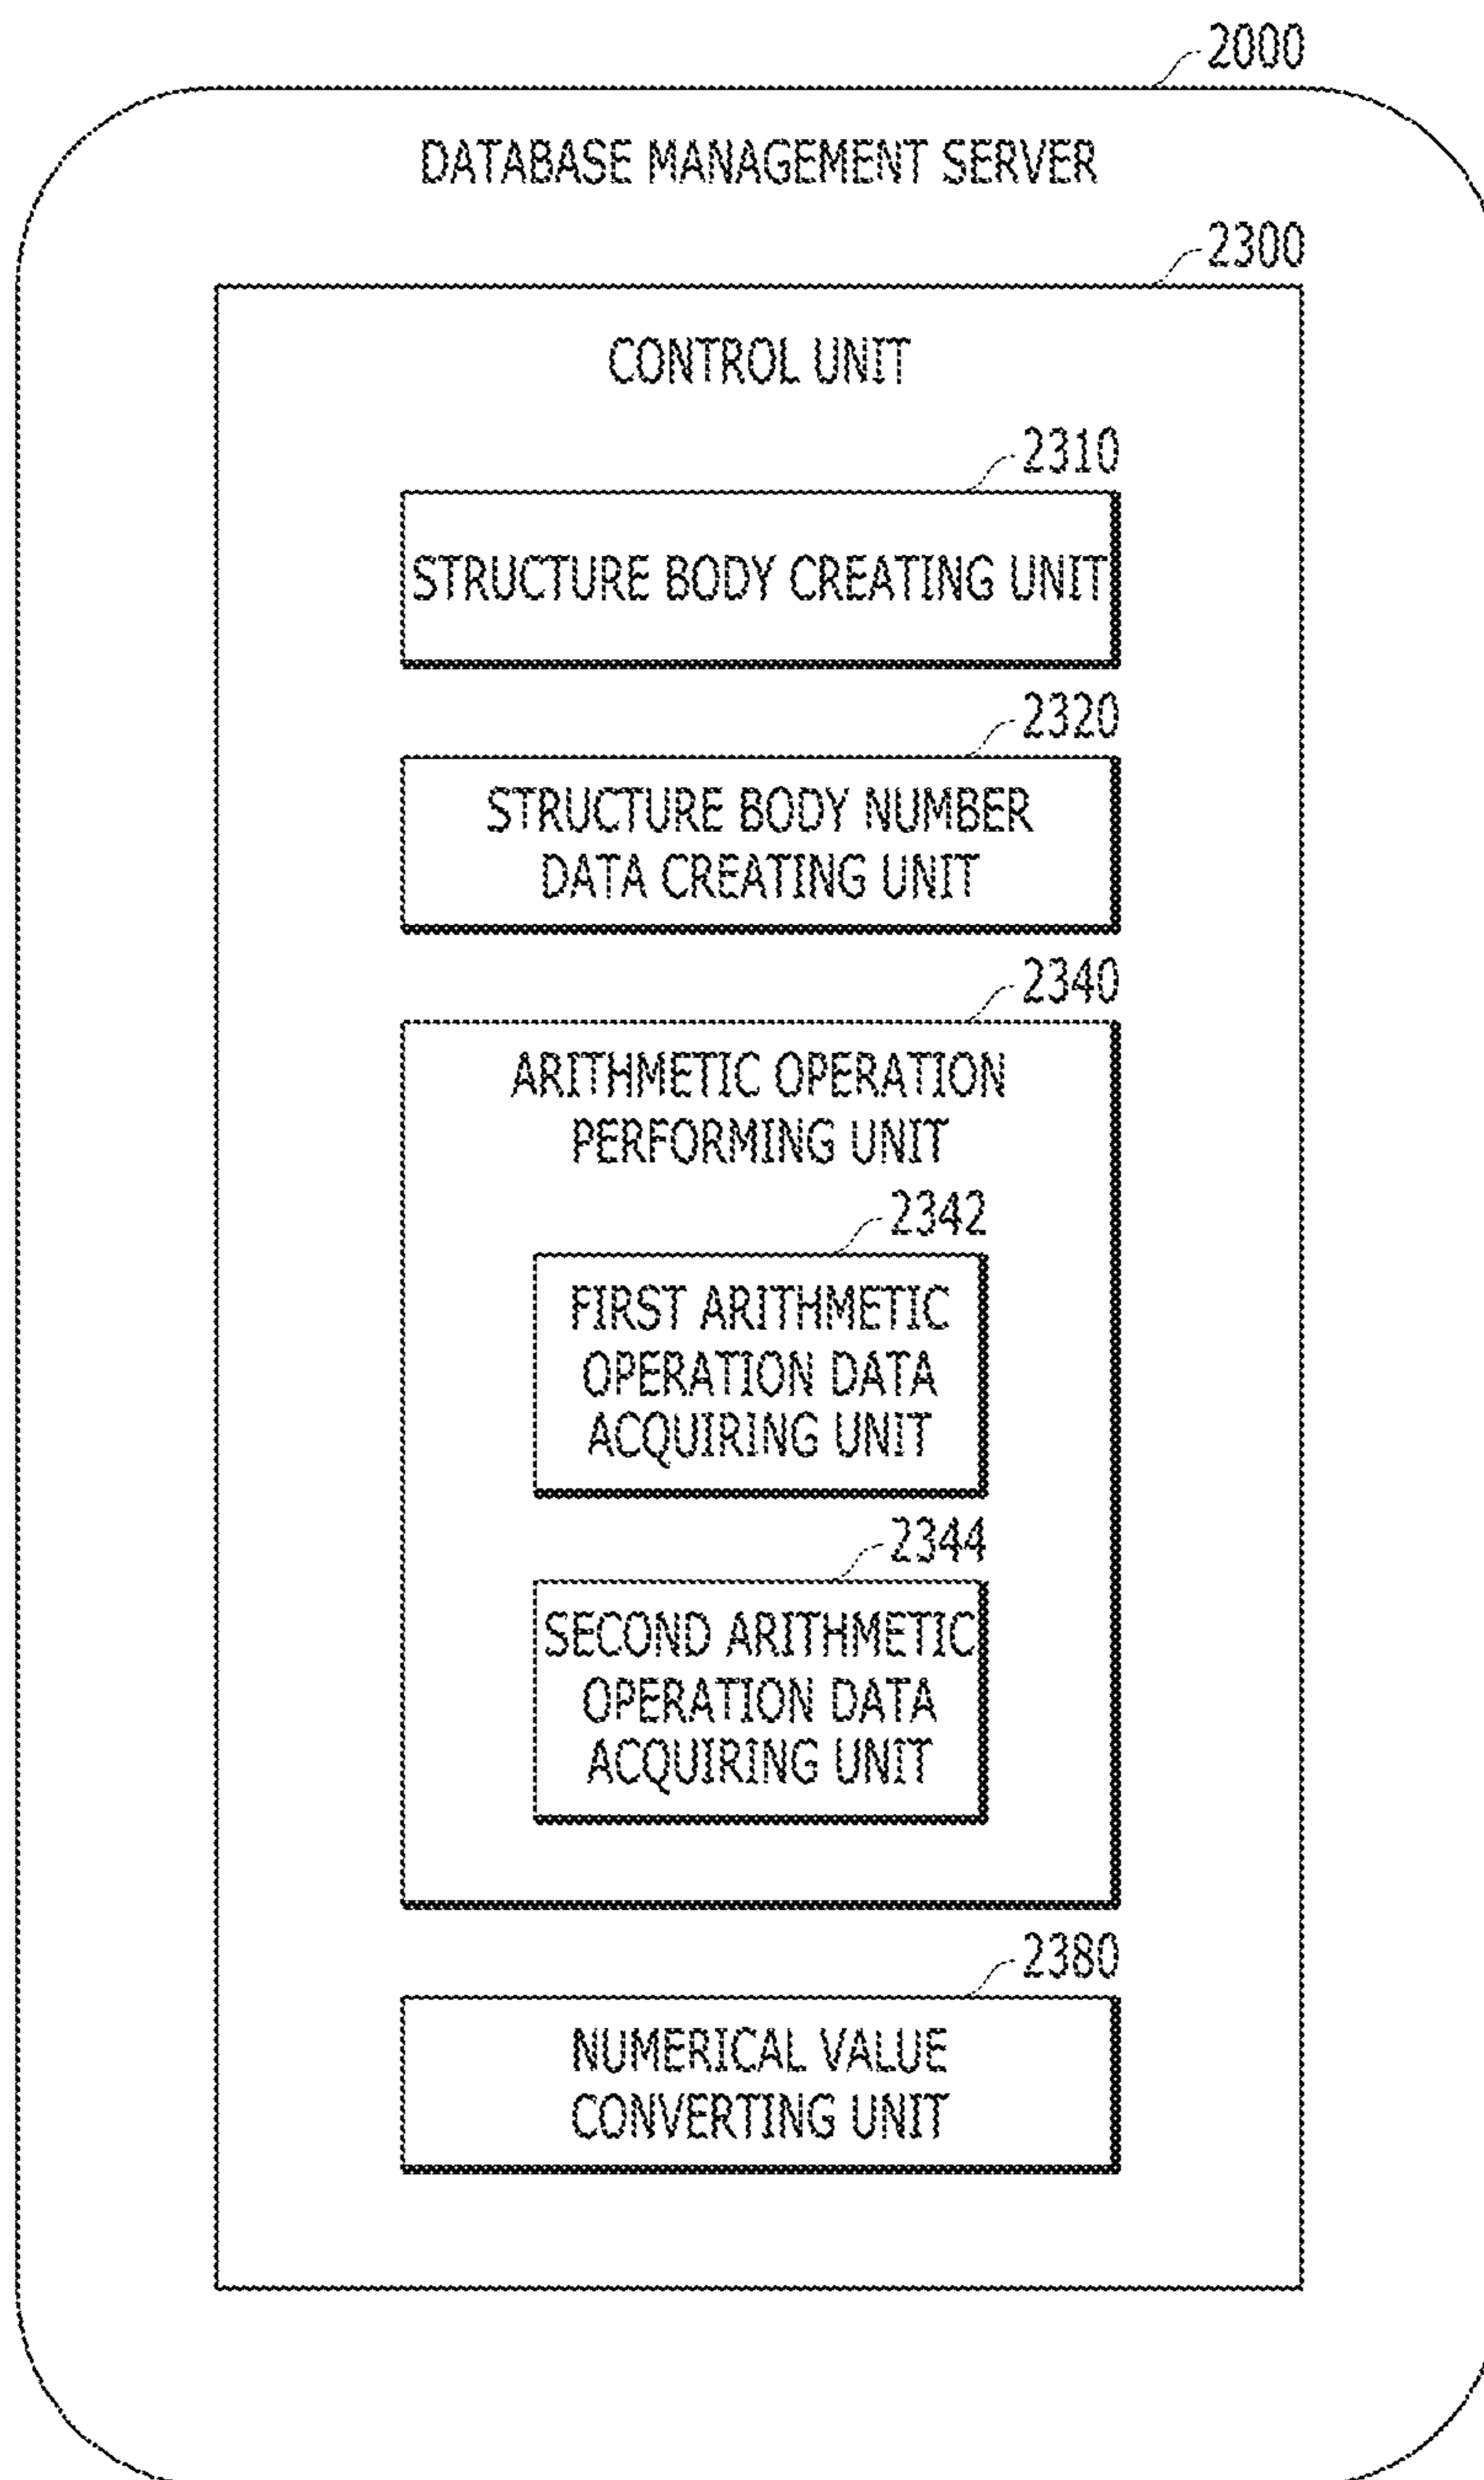 2000
DATABASE MANAGEMENT SERVER
2300
CONTROL UNIT
2310
STRUCTURE BODY CREATING UNIT
2320
STRUCTURE BODY NUMBER
DATA CREATING UNIT
2340
ARITHMETIC OPERATION
PERFORMING UNIT
2342
FIRST ARITHMETIC
OPERATION DATA
ACQUIRING UNIT
2344
SECOND ARITHMETIC
OPERATION DATA
ACQUIRING UNIT
2380
NUMERICAL VALUE
CONVERTING UNIT